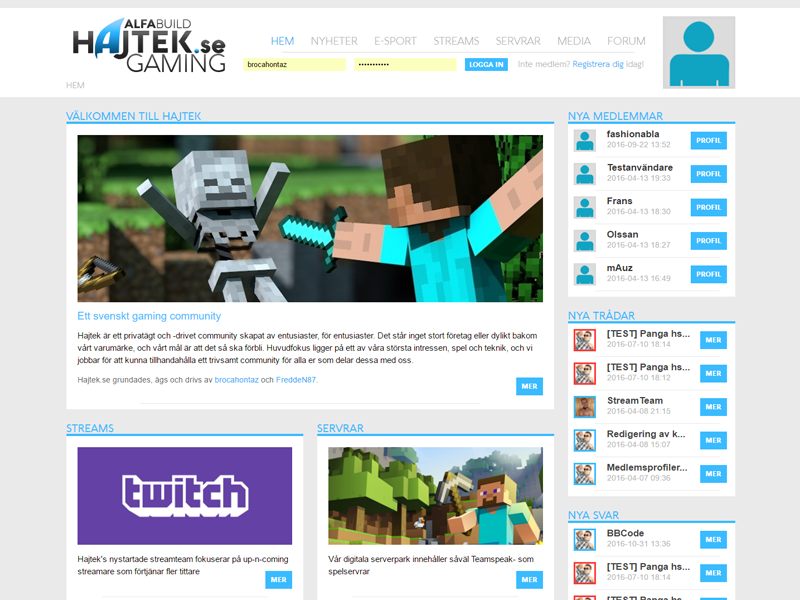 ALFABUILD
HAJTEK.se
GAMING
HEM NYHETER E-SPORT STREAMS SERVRAR MEDIA FORUM
brocahontaz ••••••••••• LOGGA IN Inte medlem? Registrera dig idag!
HEM
VÄLKOMMEN TILL HAJTEK
Ett svenskt gaming community
Hajtek är ett privatägt och -drivet community skapat av entusiaster, för entusiaster. Det står inget stort företag eller dylikt bakom
vårt varumärke, och vårt mål är att det så ska förbli. Huvudfokus ligger på ett av våra största intressen, spel och teknik, och vi
jobbar för att kunna tillhandahålla ett trivsamt community för alla er som delar dessa med oss.
Hajtek.se grundades, ägs och drivs av brocahontaz och FreddeN87.
MER
STREAMS
twitch
Hajtek's nystartade streamteam fokuserar på up-n-coming
streamare som förtjänar fler tittare
MER
SERVRAR
Vår digitala serverpark innehåller såväl Teamspeak- som
spelservrar
MER
NYA MEDLEMMAR
fashionabla
2016-09-22 13:52
PROFIL
Testanvändare
2016-04-13 19:33
PROFIL
Frans
2016-04-13 18:30
PROFIL
Olssan
2016-04-13 18:27
PROFIL
mAuz
2016-04-13 16:49
PROFIL
NYA TRÅDAR
[TEST] Panga hs...
2016-07-10 18:14
MER
[TEST] Panga hs...
2016-07-10 18:12
MER
StreamTeam
2016-04-08 21:15
MER
Redigering av k...
2016-04-08 15:07
MER
Medlemsprofiler...
2016-04-07 09:36
MER
NYA SVAR
BBCode
2016-10-31 13:36
MER
[TEST] Panga hs...
2016-07-10 18:14
MER
[TEST] Panga hs...